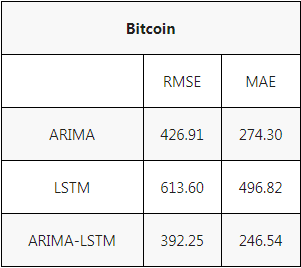 Bitcoin
RMSE MAE
ARIMA 426.91 274.30
LSTM 613.60 496.82
ARIMA-LSTM 392.25 246.54